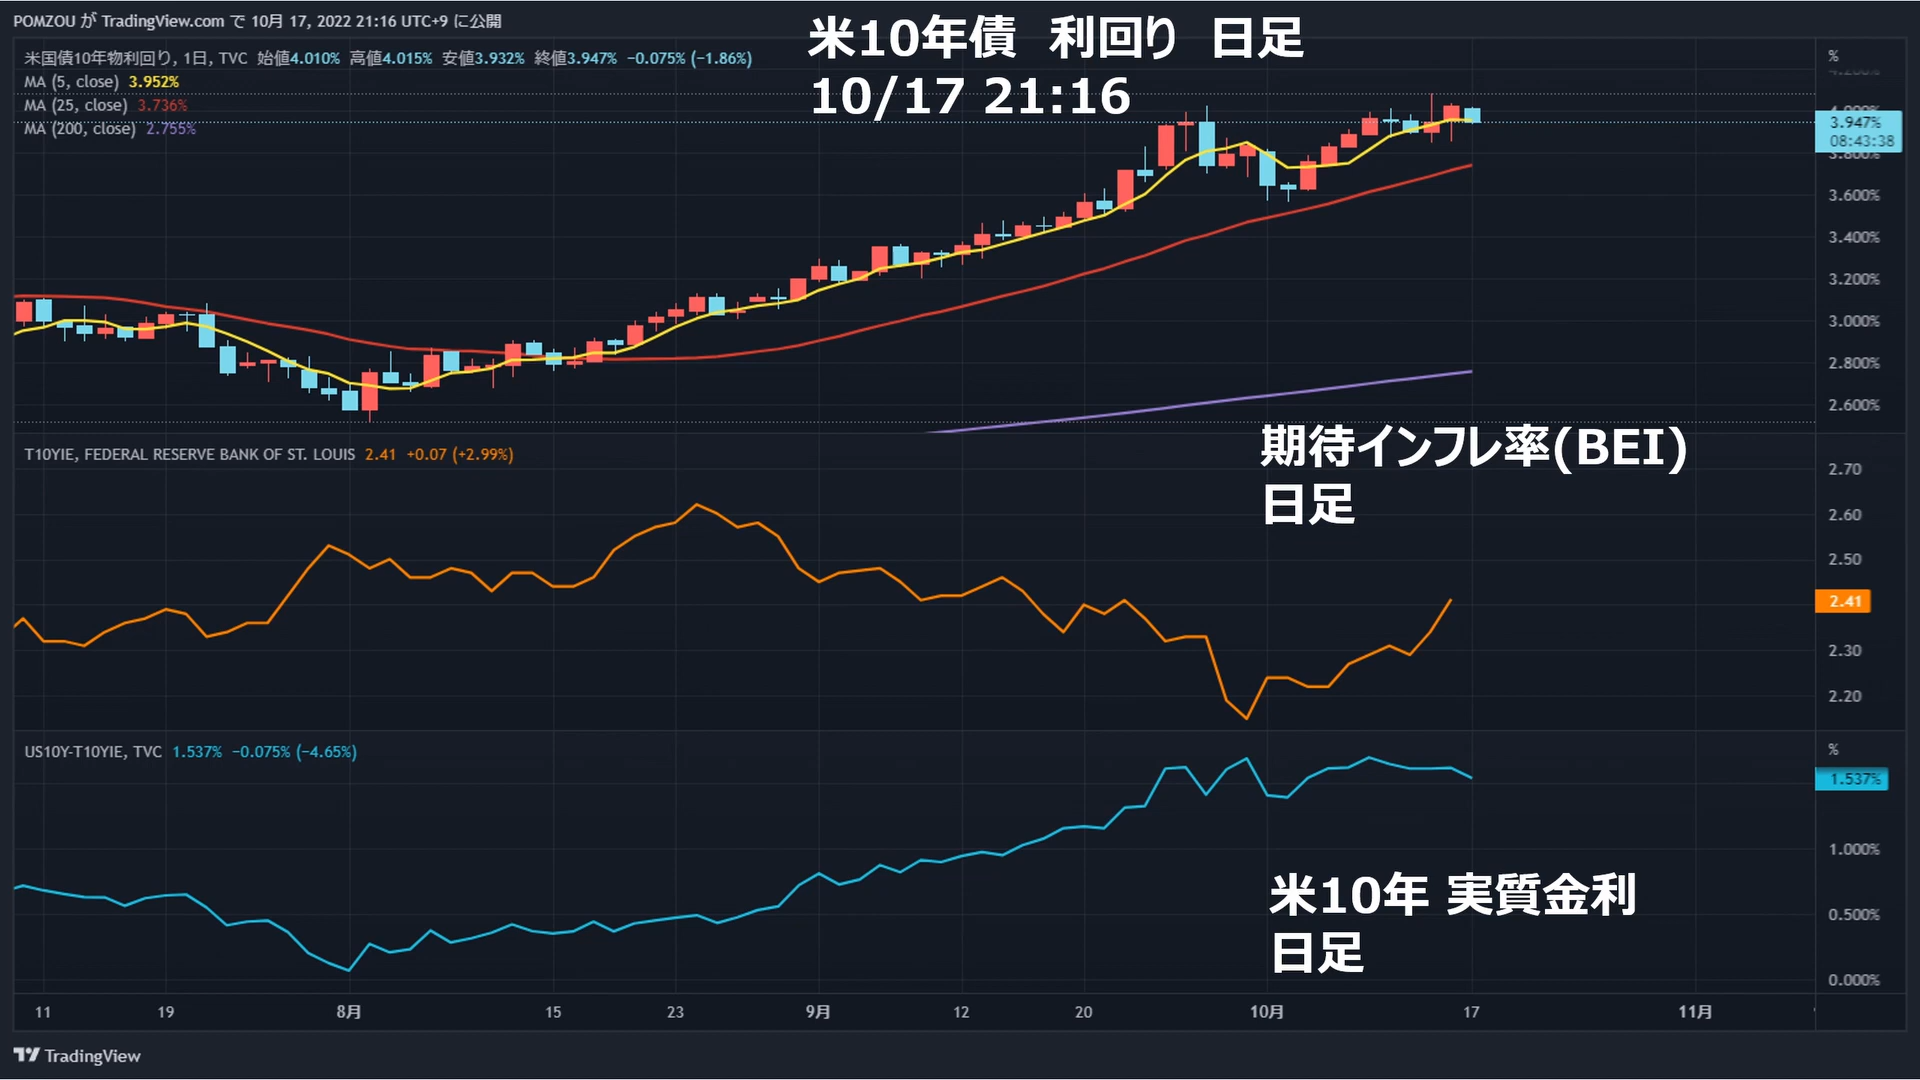 POMZOU が TradingView.com で 10月 17, 2022 21:16 UTC+9 に公開
米10年債　利回り　日足
10/17 21:16
米国債10年物利回り, 1日, TVC 始値4.010% 高値4.015% 安値3.932% 終値3.947% −0.075% (−1.86%)
MA (5, close) 3.952%
MA (25, close) 3.736%
MA (200, close) 2.755%
%
4.200%
4.000%
3.947%
08:43:38
3.800%
3.600%
3.400%
3.200%
3.000%
2.800%
2.600%
期待インフレ率(BEI)
日足
T10YIE, FEDERAL RESERVE BANK OF ST. LOUIS 2.41 +0.07 (+2.99%)
2.70
2.60
2.50
2.41
2.30
2.20
US10Y-T10YIE, TVC 1.537% −0.075% (−4.65%)
%
1.537%
1.000%
0.500%
0.000%
米10年 実質金利
日足
11 19 8月 15 23 9月 12 20 10月 17 11月
TradingView